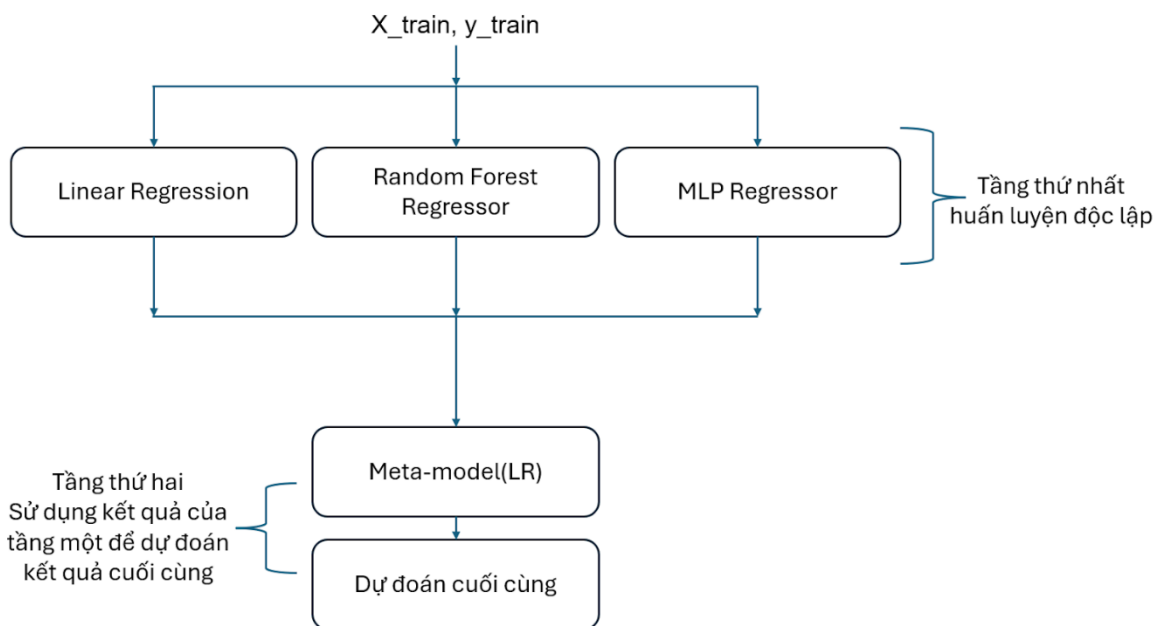 X_train, y_train
Linear Regression
Random Forest
Regressor
MLP Regressor
Tầng thứ nhất
huấn luyện độc lập
Meta-model(LR)
Tầng thứ hai
Sử dụng kết quả của
tầng một để dự đoán
kết quả cuối cùng
Dự đoán cuối cùng